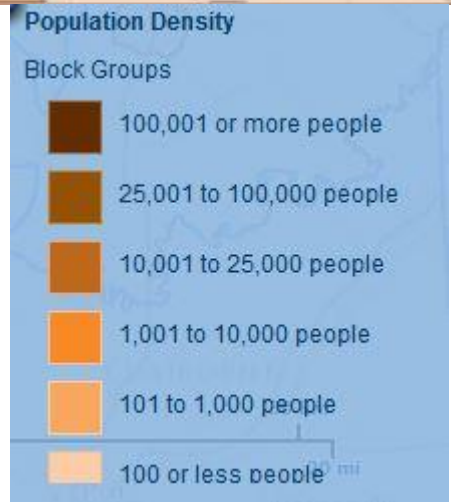 Population Density
Block Groups
100,001 or more people
25,001 to 100,000 people
10,001 to 25,000 people
1,001 to 10,000 people
101 to 1,000 people
100 or less people
mi